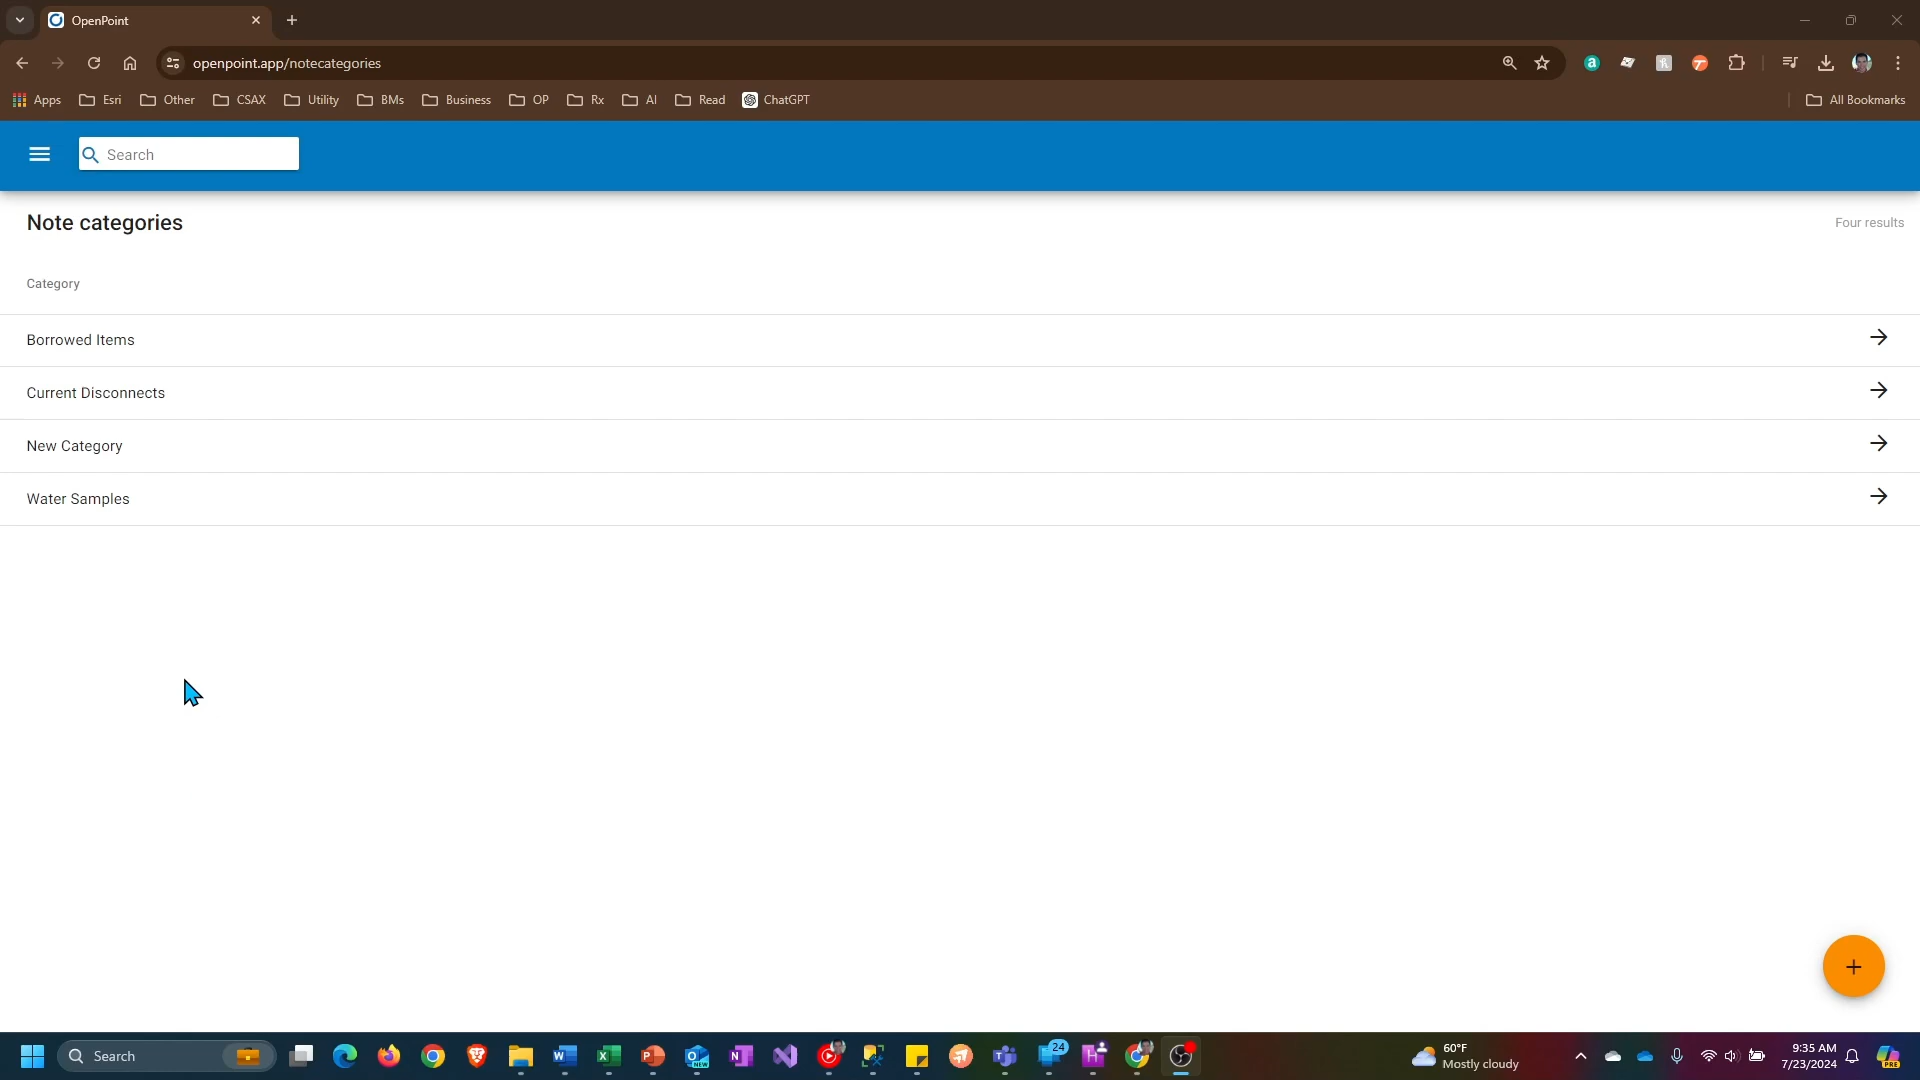 OpenPoint
openpoint.app/notecategories
Apps Esri Other CSAX Utility BMs Business OP Rx AI Read ChatGPT All Bookmarks
Search
Note categories
Four results
Category
Borrowed Items
Current Disconnects
New Category
Water Samples
Search
24
60°F
Mostly cloudy
9:35 AM
7/23/2024